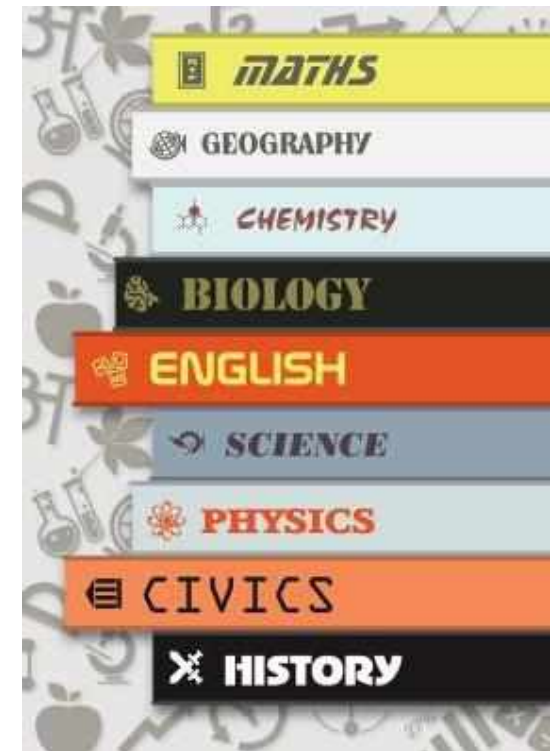 MATHS
GEOGRAPHY
CHEMISTRY
BIOLOGY
ENGLISH
SCIENCE
PHYSICS
CIVICS
HISTORY